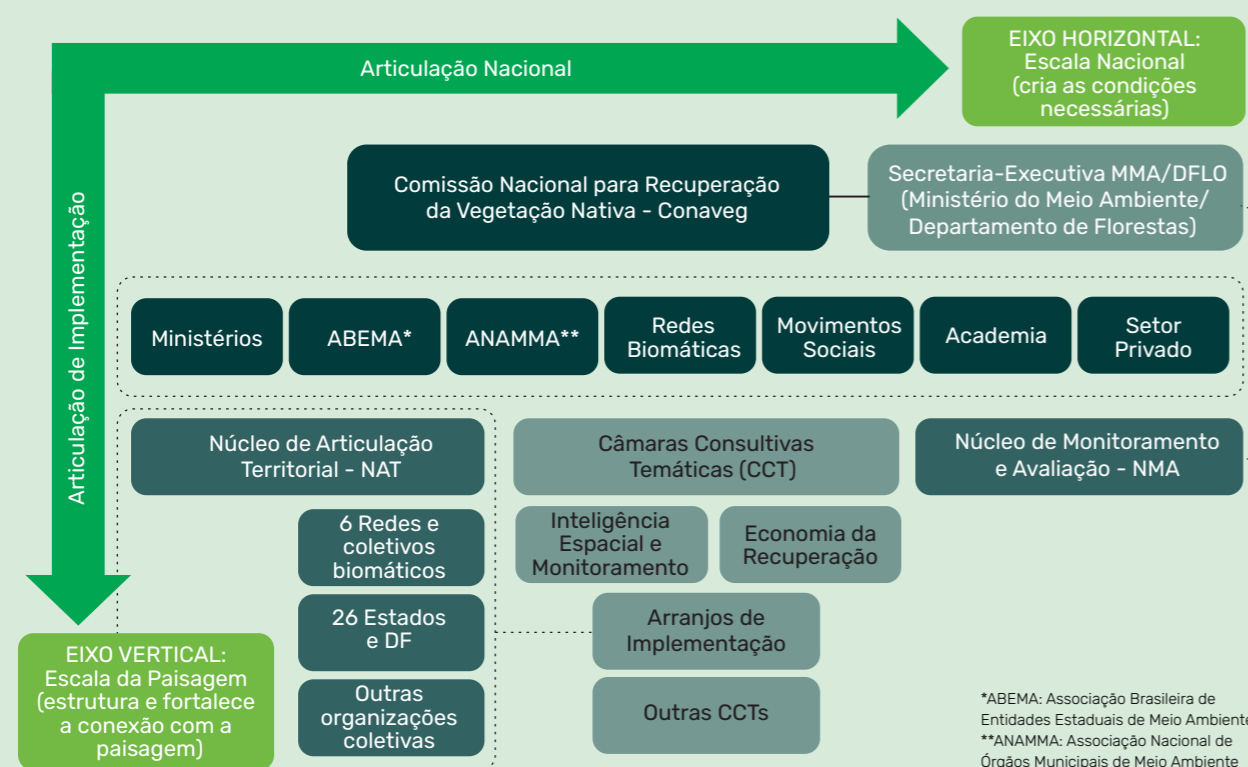 Articulação Nacional
EIXO HORIZONTAL:
Escala Nacional
(cria as condições
necessárias)
Articulação de Implementação
Comissão Nacional para Recuperação
da Vegetação Nativa - Conaveg
Secretaria-Executiva MMA/DFLO
(Ministério do Meio Ambiente/
Departamento de Florestas)
Ministérios
ABEMA*
ANAMMA**
Redes
Biomáticas
Movimentos
Sociais
Academia
Setor
Privado
Núcleo de Articulação
Territorial - NAT
Câmaras Consultivas
Temáticas (CCT)
Núcleo de Monitoramento
e Avaliação - NMA
6 Redes e
coletivos
biomáticos
Inteligência
Espacial e
Monitoramento
Economia da
Recuperação
26 Estados
e DF
Arranjos de
Implementação
EIXO VERTICAL:
Escala da Paisagem
(estrutura e fortalece
a conexão com a
paisagem)
Outras
organizações
coletivas
Outras CCTs
*ABEMA: Associação Brasileira de
Entidades Estaduais de Meio Ambiente
**ANAMMA: Associação Nacional de
Órgãos Municipais de Meio Ambiente